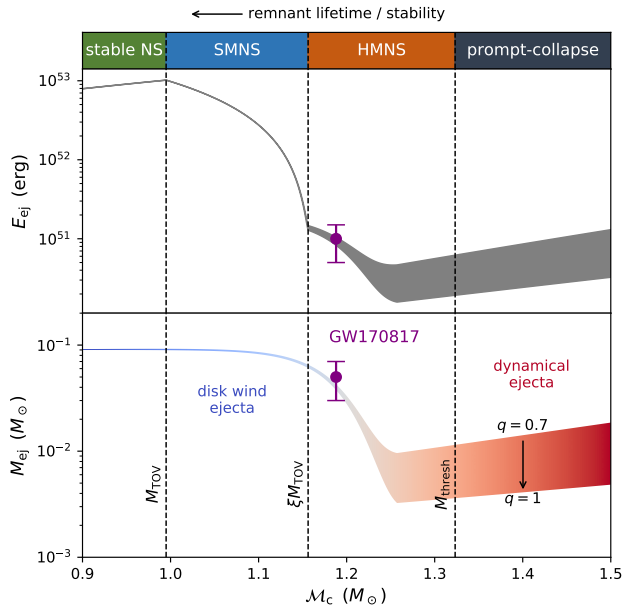 remnant lifetime / stability
stable NS SMNS HMNS prompt-collapse
10^53
10^52
10^51
E_ej (erg)
GW170817
10^-1
10^-2
10^-3
M_ej (M_⊙)
disk wind
ejecta
dynamical
ejecta
q = 0.7
q = 1
M_TOV
ξM_TOV
M_thresh
0.9 1.0 1.1 1.2 1.3 1.4 1.5
ℳ_c (M_⊙)